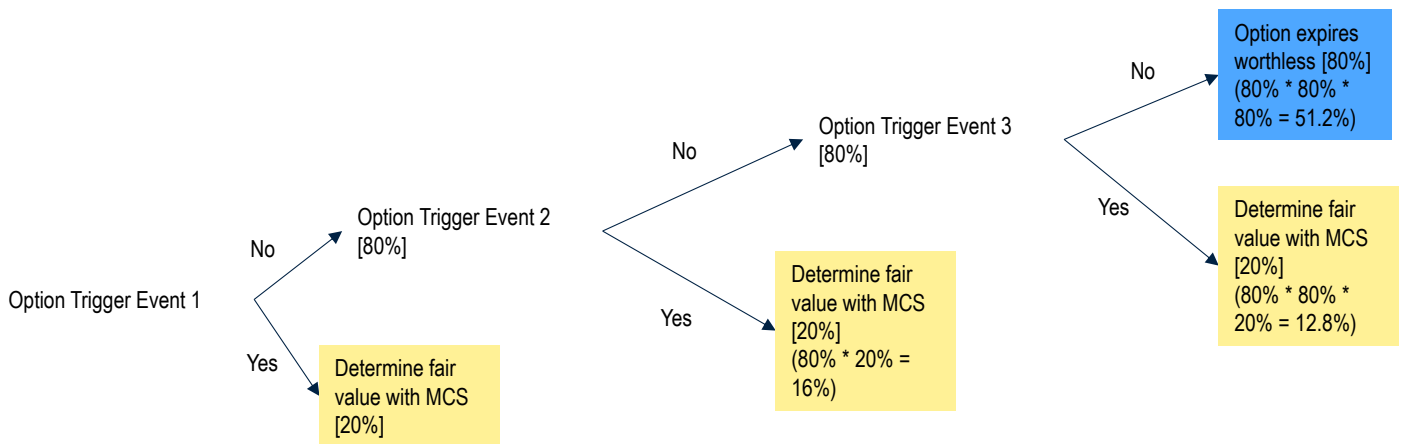 Option Trigger Event 1
No
Yes
Option Trigger Event 2
[80%]
Determine fair
value with MCS
[20%]
No
Yes
Option Trigger Event 3
[80%]
Determine fair
value with MCS
[20%]
(80% * 20% =
16%)
No
Yes
Option expires
worthless [80%]
(80% * 80% *
80% = 51.2%)
Determine fair
value with MCS
[20%]
(80% * 80% *
20% = 12.8%)